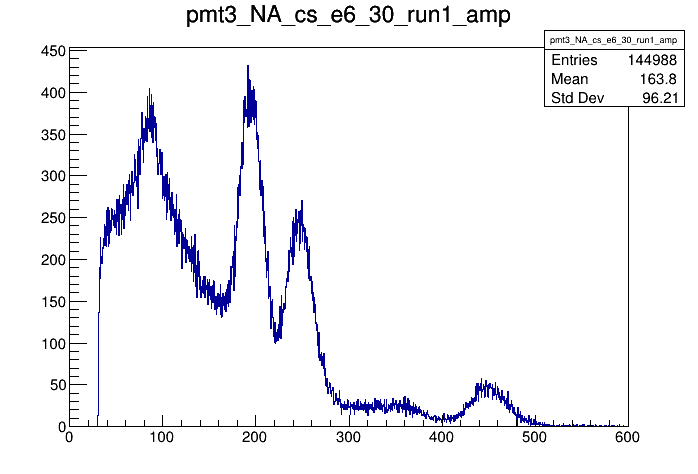 pmt3_NA_cs_e6_30_run1_amp
pmt3_NA_cs_e6_30_run1_amp
Entries 144988
Mean 163.8
Std Dev 96.21
450
400
350
300
250
200
150
100
50
0
0 100 200 300 400 500 600